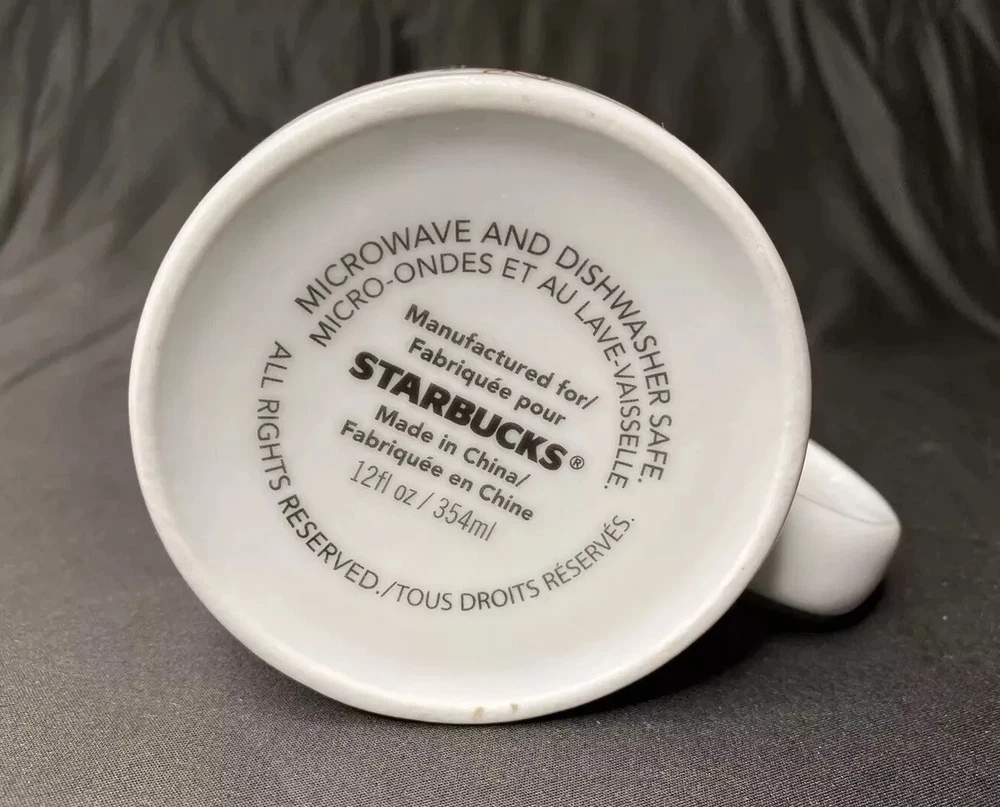 MICROWAVE AND DISHWASHER SAFE.
MICRO-ONDES ET AU LAVE-VAISSELLE.
Manufactured for/
Fabriquée pour
STARBUCKS®
Made in China/
Fabriquée en Chine
12fl oz / 354ml
ALL RIGHTS RESERVED./TOUS DROITS RÉSERVÉS.